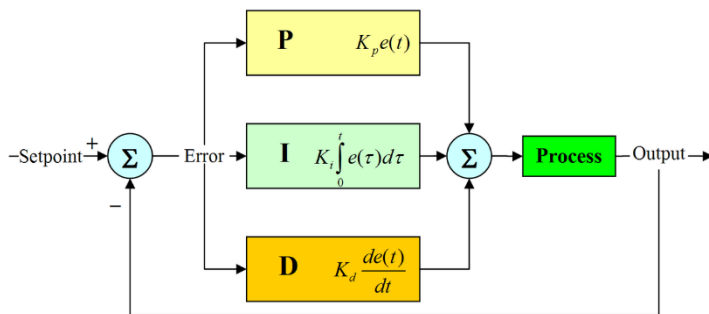 P K_p e(t)
–Setpoint + Σ Error I K_i ∫_0^t e(τ)dτ Σ Process Output
–
D K_d de(t)/dt